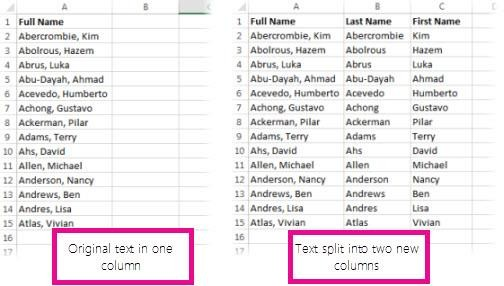 A B C
1 Full Name
2 Abercrombie, Kim
3 Abolrous, Hazem
4 Abrus, Luka
5 Abu-Dayah, Ahmad
6 Acevedo, Humberto
7 Achong, Gustavo
8 Ackerman, Pilar
9 Adams, Terry
10 Ahs, David
11 Allen, Michael
12 Anderson, Nancy
13 Andrews, Ben
14 Andres, Lisa
15 Atlas, Vivian
16
17
Original text in one
column
A B C
1 Full Name Last Name First Name
2 Abercrombie, Kim Abercrombie Kim
3 Abolrous, Hazem Abolrous Hazem
4 Abrus, Luka Abrus Luka
5 Abu-Dayah, Ahmad Abu-Dayah Ahmad
6 Acevedo, Humberto Acevedo Humberto
7 Achong, Gustavo Achong Gustavo
8 Ackerman, Pilar Ackerman Pilar
9 Adams, Terry Adams Terry
10 Ahs, David Ahs David
11 Allen, Michael Allen Michael
12 Anderson, Nancy Anderson Nancy
13 Andrews, Ben Andrews Ben
14 Andres, Lisa Andres Lisa
15 Atlas, Vivian Atlas Vivian
16
17
Text split into two new
columns